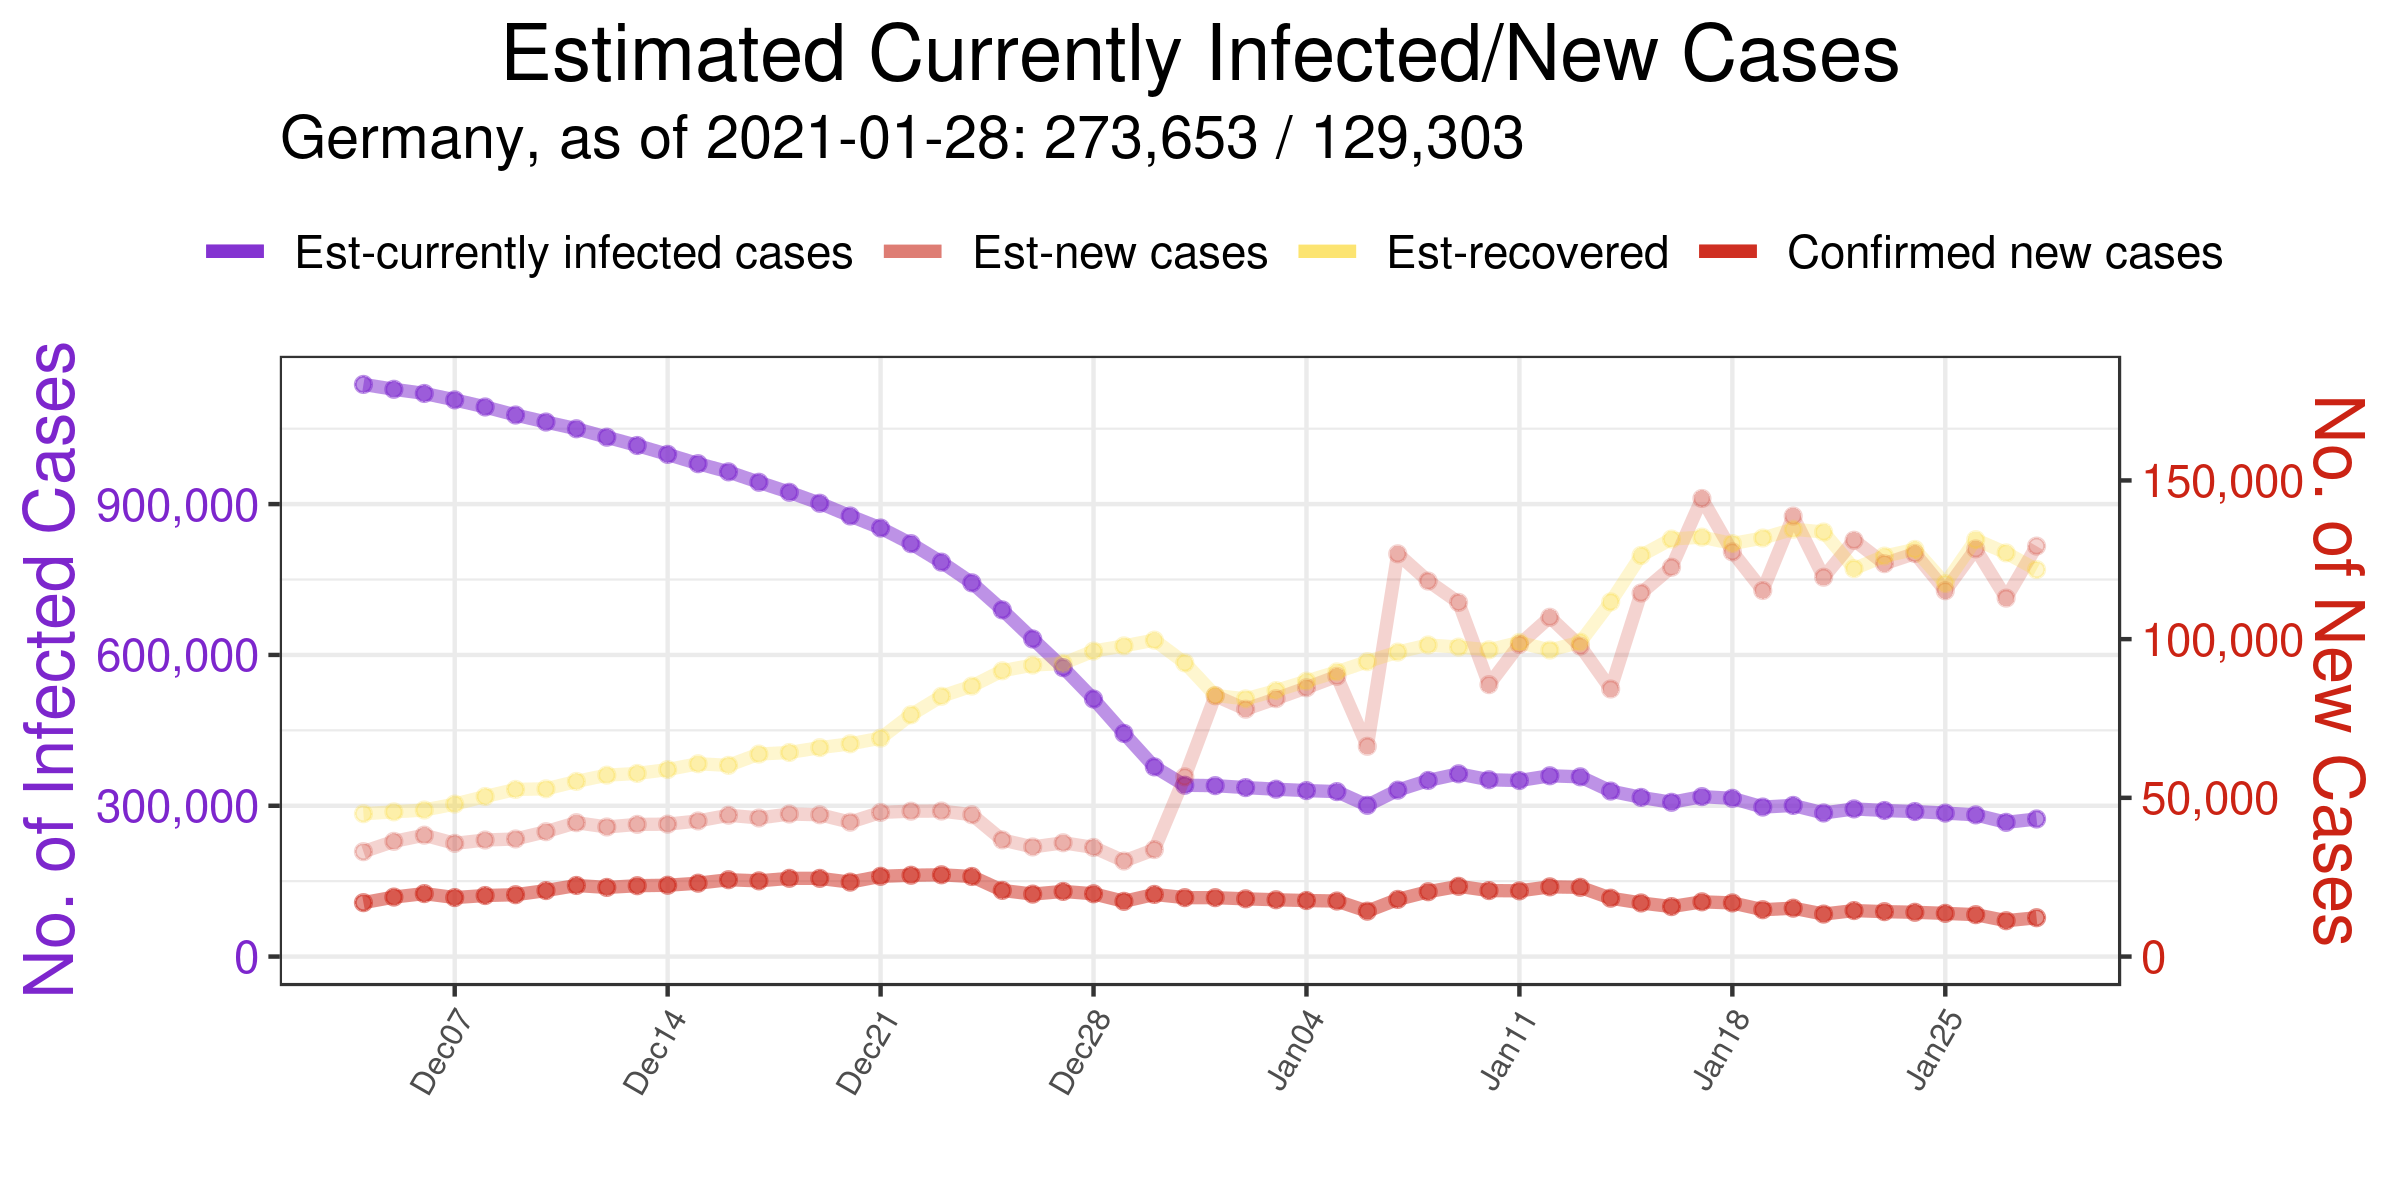 Estimated Currently Infected/New Cases
Germany, as of 2021-01-28: 273,653 / 129,303
Est-currently infected cases Est-new cases Est-recovered Confirmed new cases
No. of Infected Cases
900,000
600,000
300,000
0
150,000
100,000
50,000
0
No. of New Cases
Dec07 Dec14 Dec21 Dec28 Jan04 Jan11 Jan18 Jan25